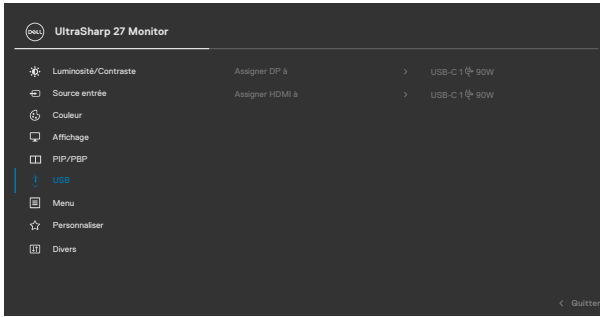 DELL UltraSharp 27 Monitor
Luminosité/Contraste Assigner DP à > USB-C 1 90W
Source entrée Assigner HDMI à > USB-C 1 90W
Couleur
Affichage
PIP/PBP
USB
Menu
Personnaliser
Divers
< Quitter